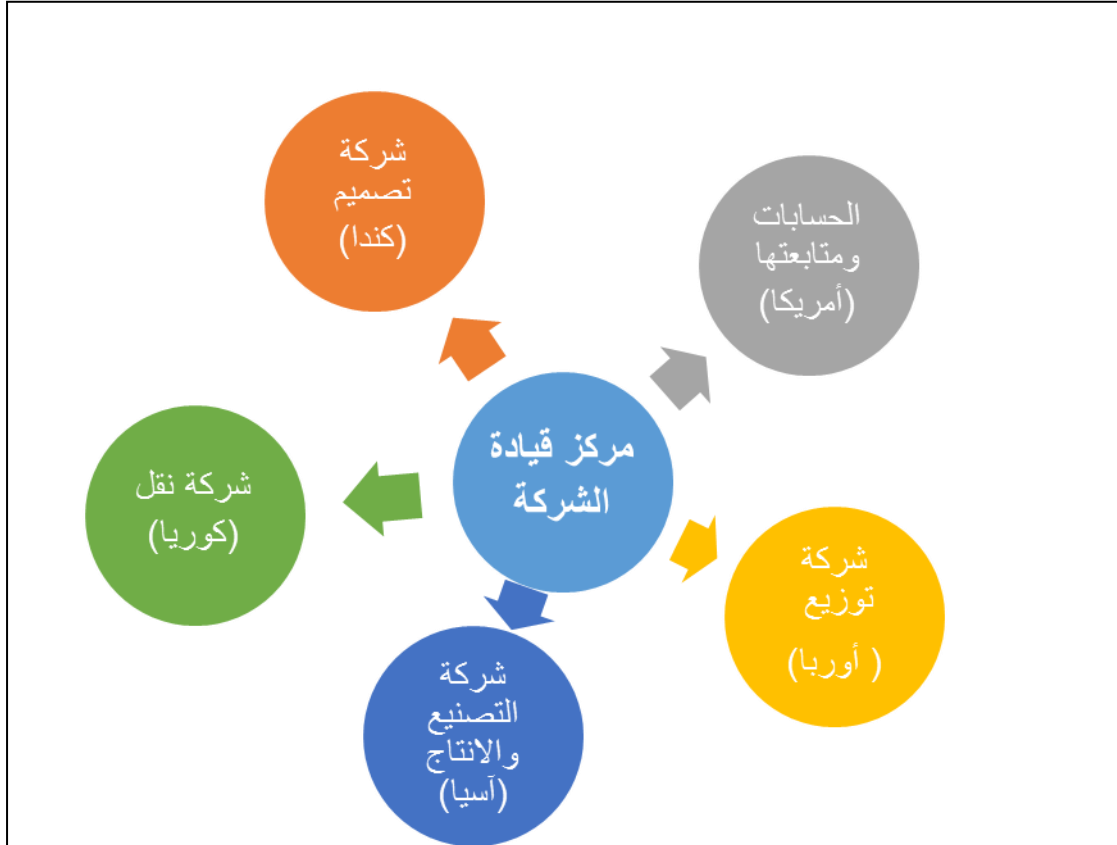 شركة
تصميم
(كندا)
الحسابات
ومتابعتها
(أمريكا)
مركز قيادة
الشركة
شركة نقل
(كوريا)
شركة
توزيع
( أوربا)
شركة
التصنيع
والانتاج
(آسيا)